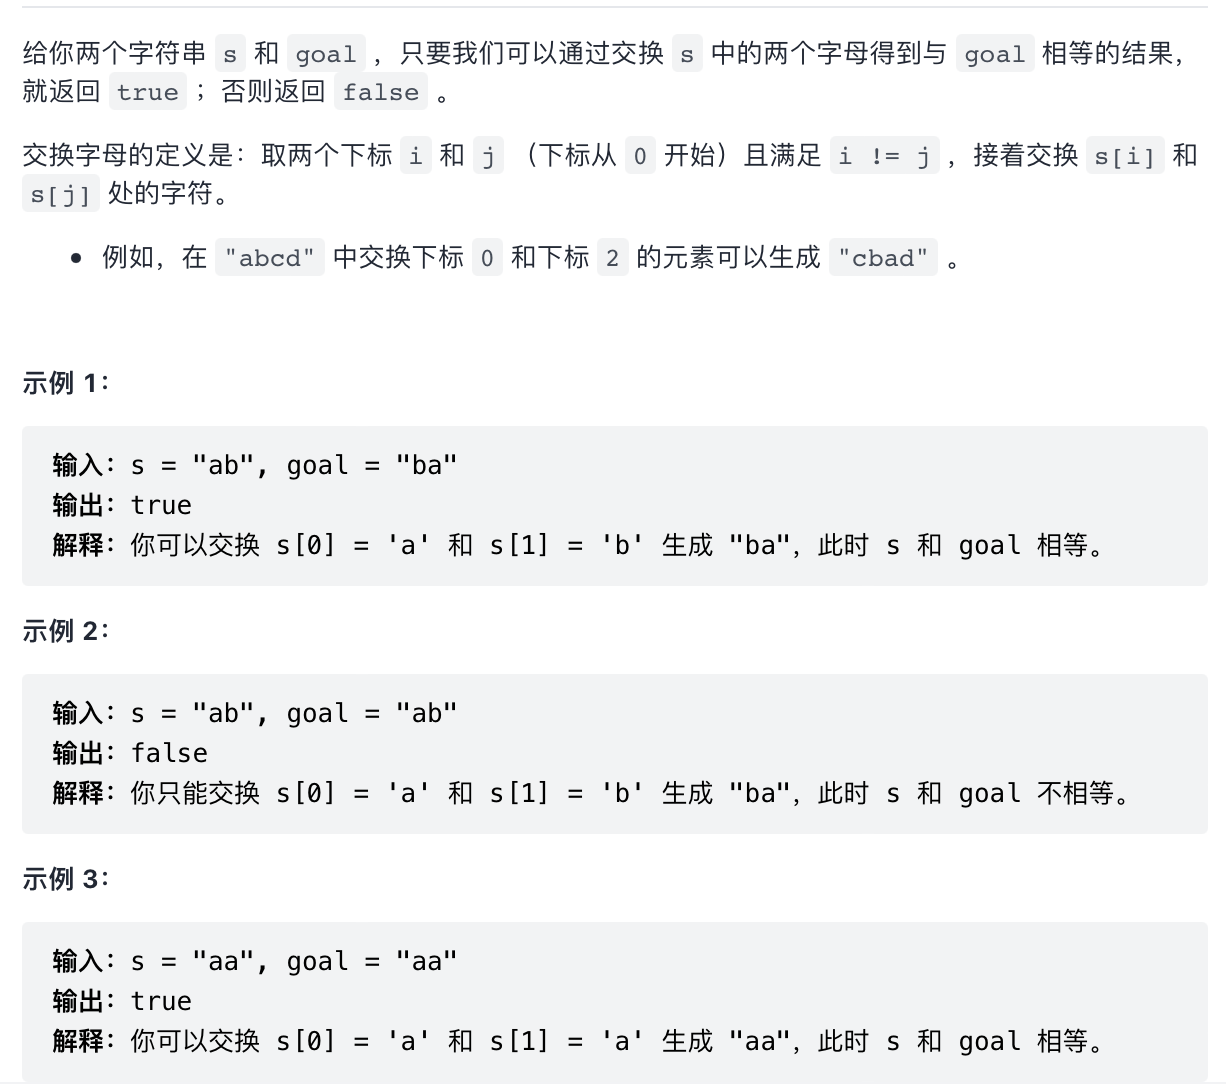 给你两个字符串 s 和 goal ，只要我们可以通过交换 s 中的两个字母得到与 goal 相等的结果，
就返回 true ；否则返回 false 。
交换字母的定义是：取两个下标 i 和 j （下标从 0 开始）且满足 i != j ，接着交换 s[i] 和
s[j] 处的字符。
• 例如，在 "abcd" 中交换下标 0 和下标 2 的元素可以生成 "cbad" 。
示例 1：
输入：s = "ab", goal = "ba"
输出：true
解释：你可以交换 s[0] = 'a' 和 s[1] = 'b' 生成 "ba"，此时 s 和 goal 相等。
示例 2：
输入：s = "ab", goal = "ab"
输出：false
解释：你只能交换 s[0] = 'a' 和 s[1] = 'b' 生成 "ba"，此时 s 和 goal 不相等。
示例 3：
输入：s = "aa", goal = "aa"
输出：true
解释：你可以交换 s[0] = 'a' 和 s[1] = 'a' 生成 "aa"，此时 s 和 goal 相等。